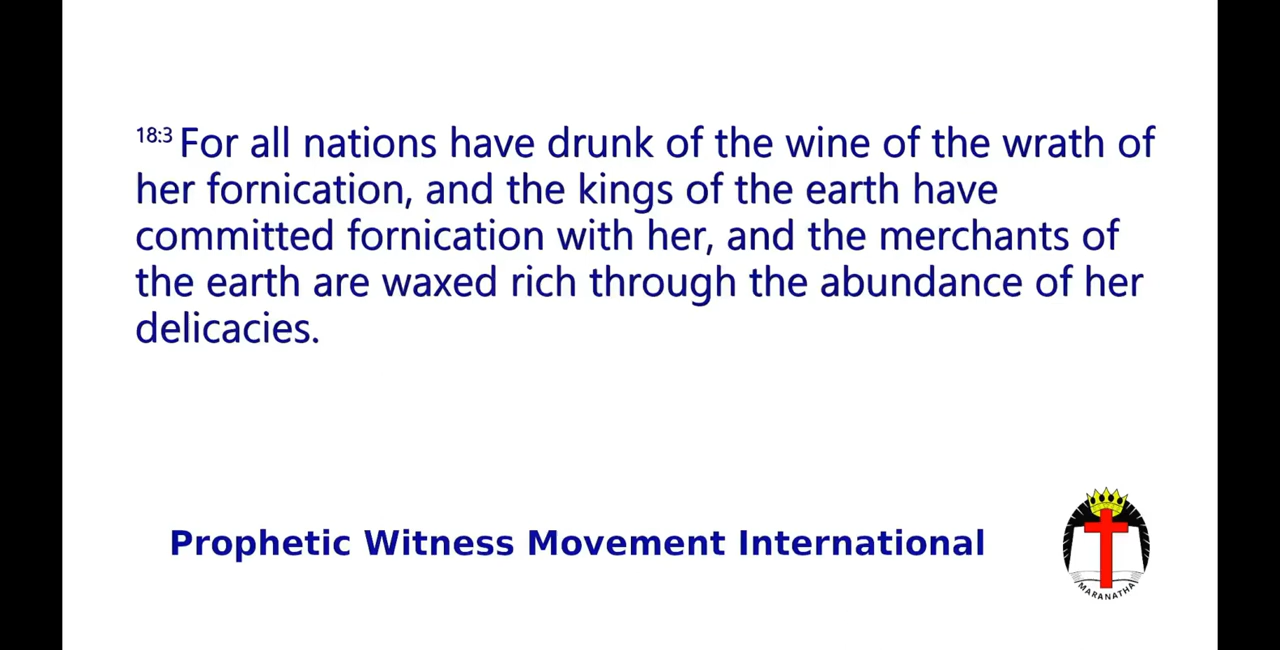 18:3 For all nations have drunk of the wine of the wrath of
her fornication, and the kings of the earth have
committed fornication with her, and the merchants of
the earth are waxed rich through the abundance of her
delicacies.
Prophetic Witness Movement International
MARANATHA